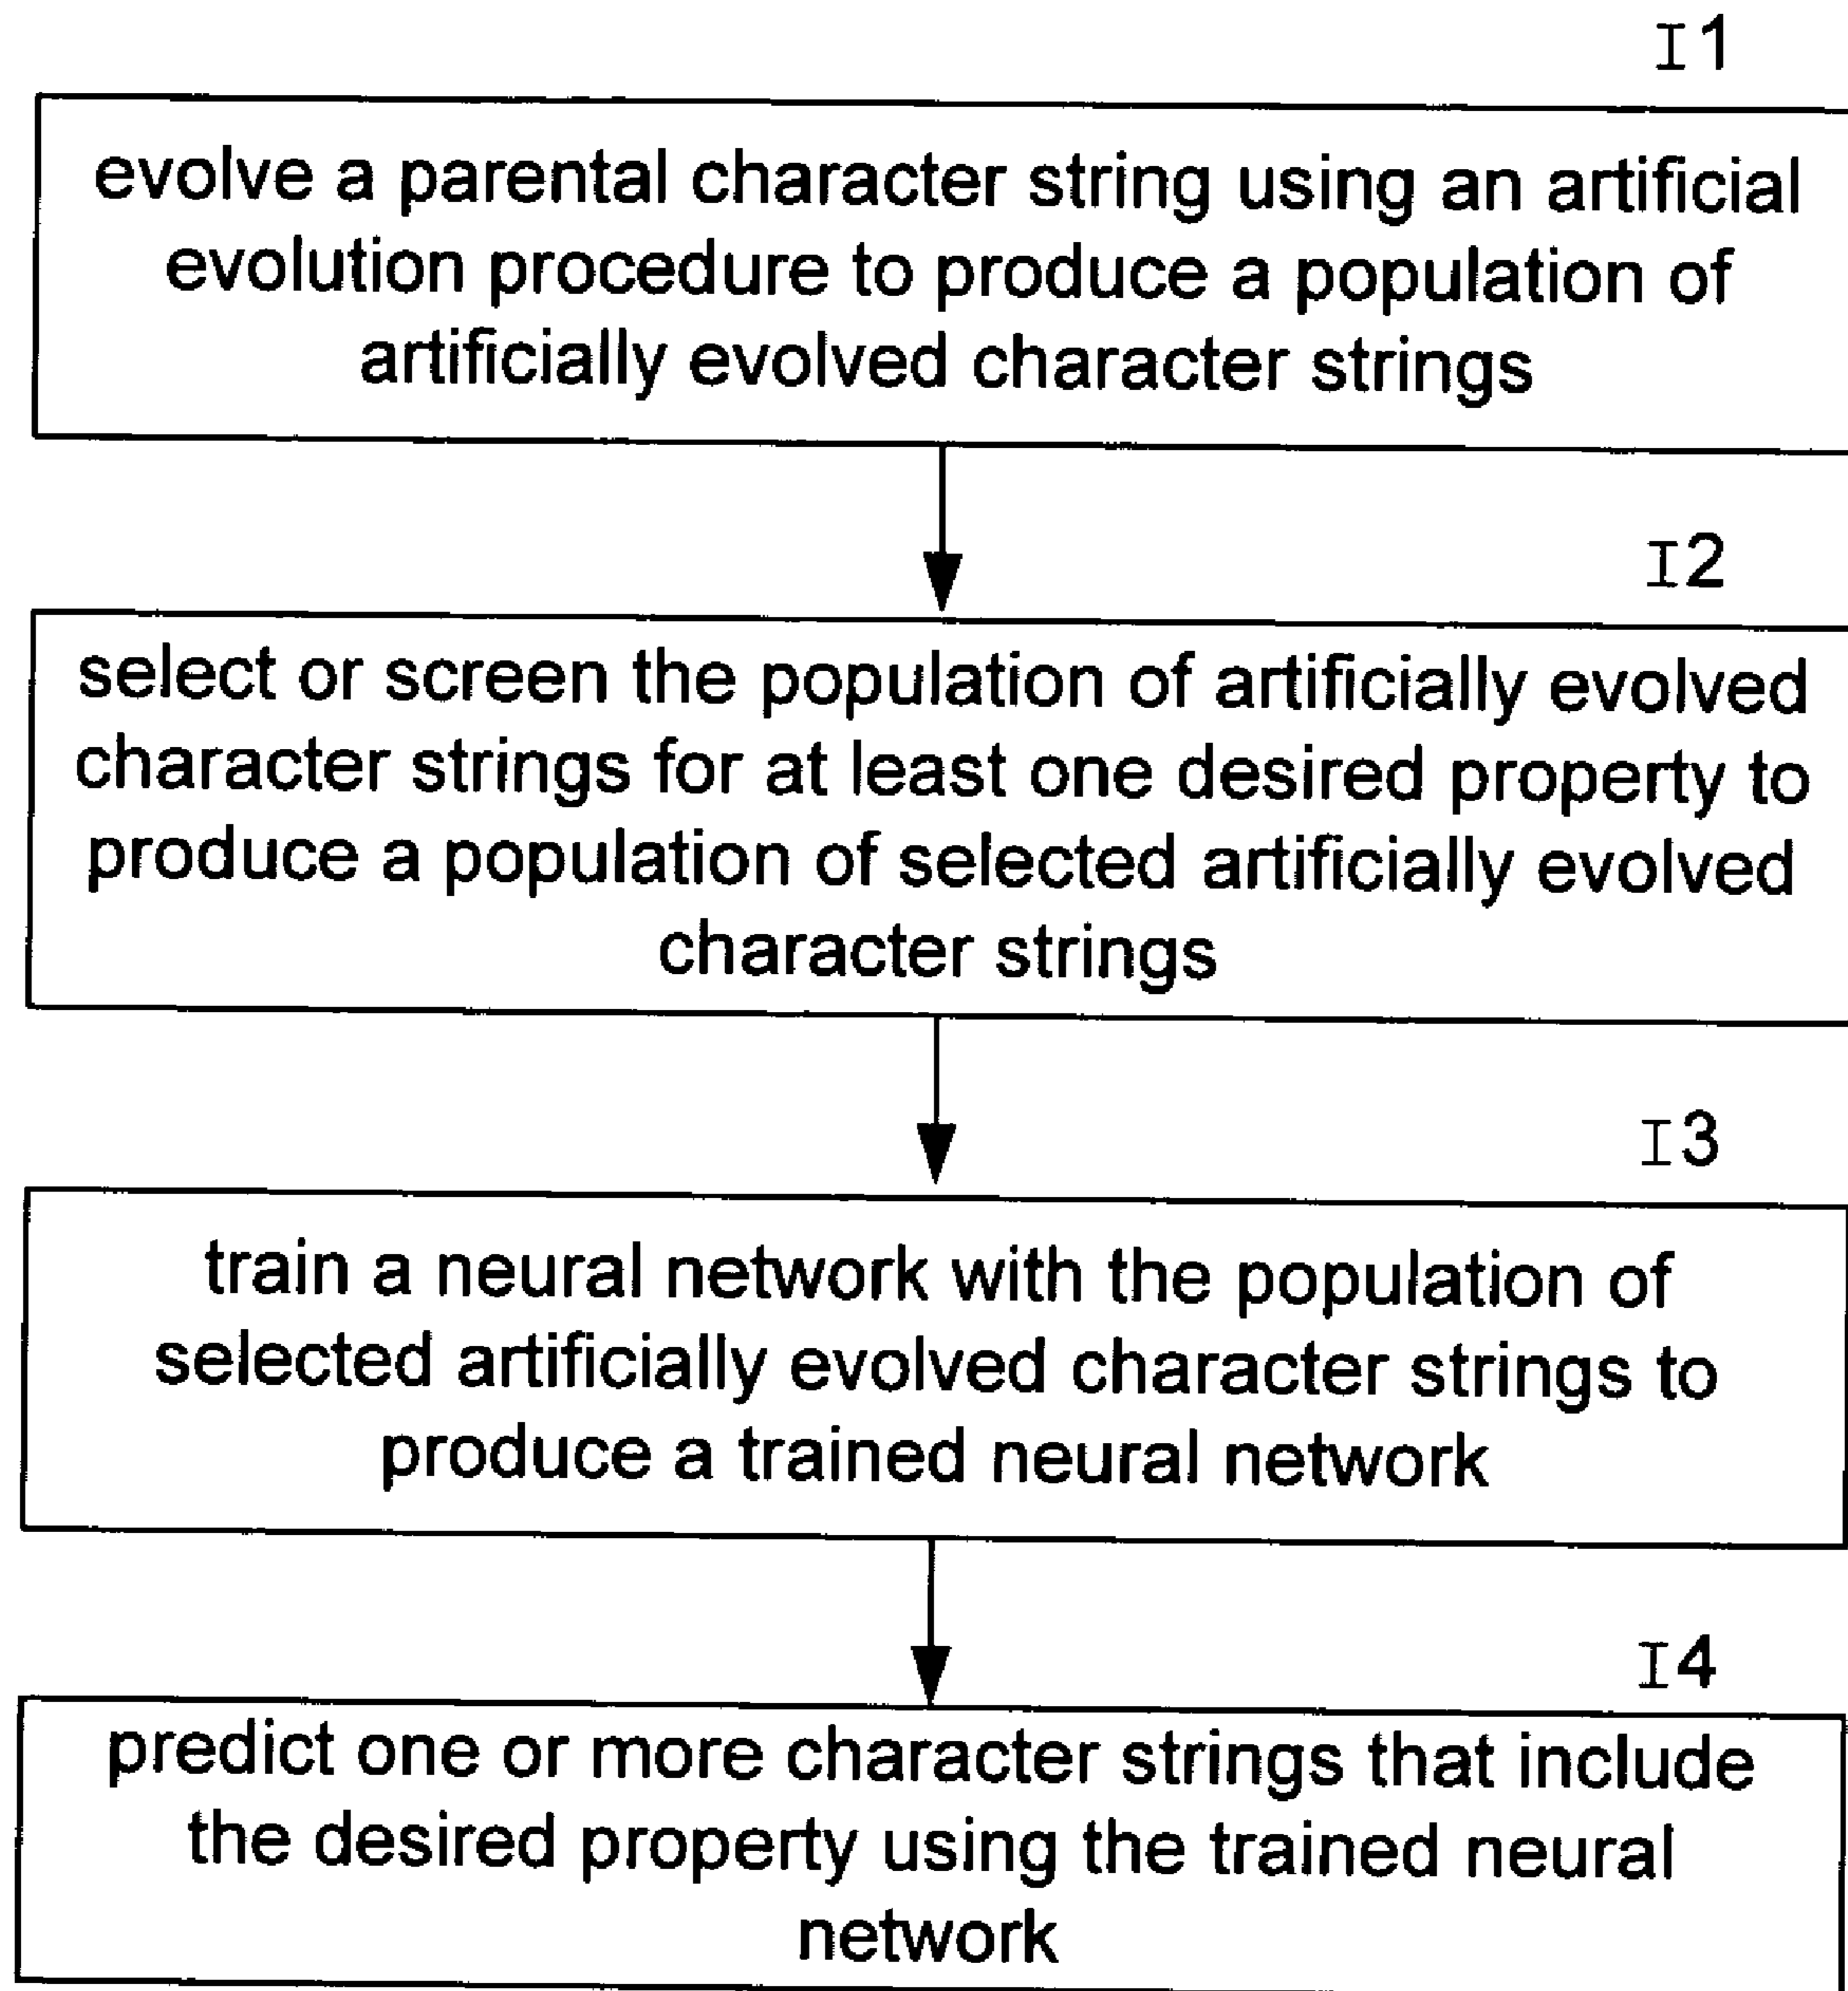 I1
evolve a parental character string using an artificial
evolution procedure to produce a population of
artificially evolved character strings
I2
select or screen the population of artificially evolved
character strings for at least one desired property to
produce a population of selected artificially evolved
character strings
I3
train a neural network with the population of
selected artificially evolved character strings to
produce a trained neural network
I4
predict one or more character strings that include
the desired property using the trained neural
network